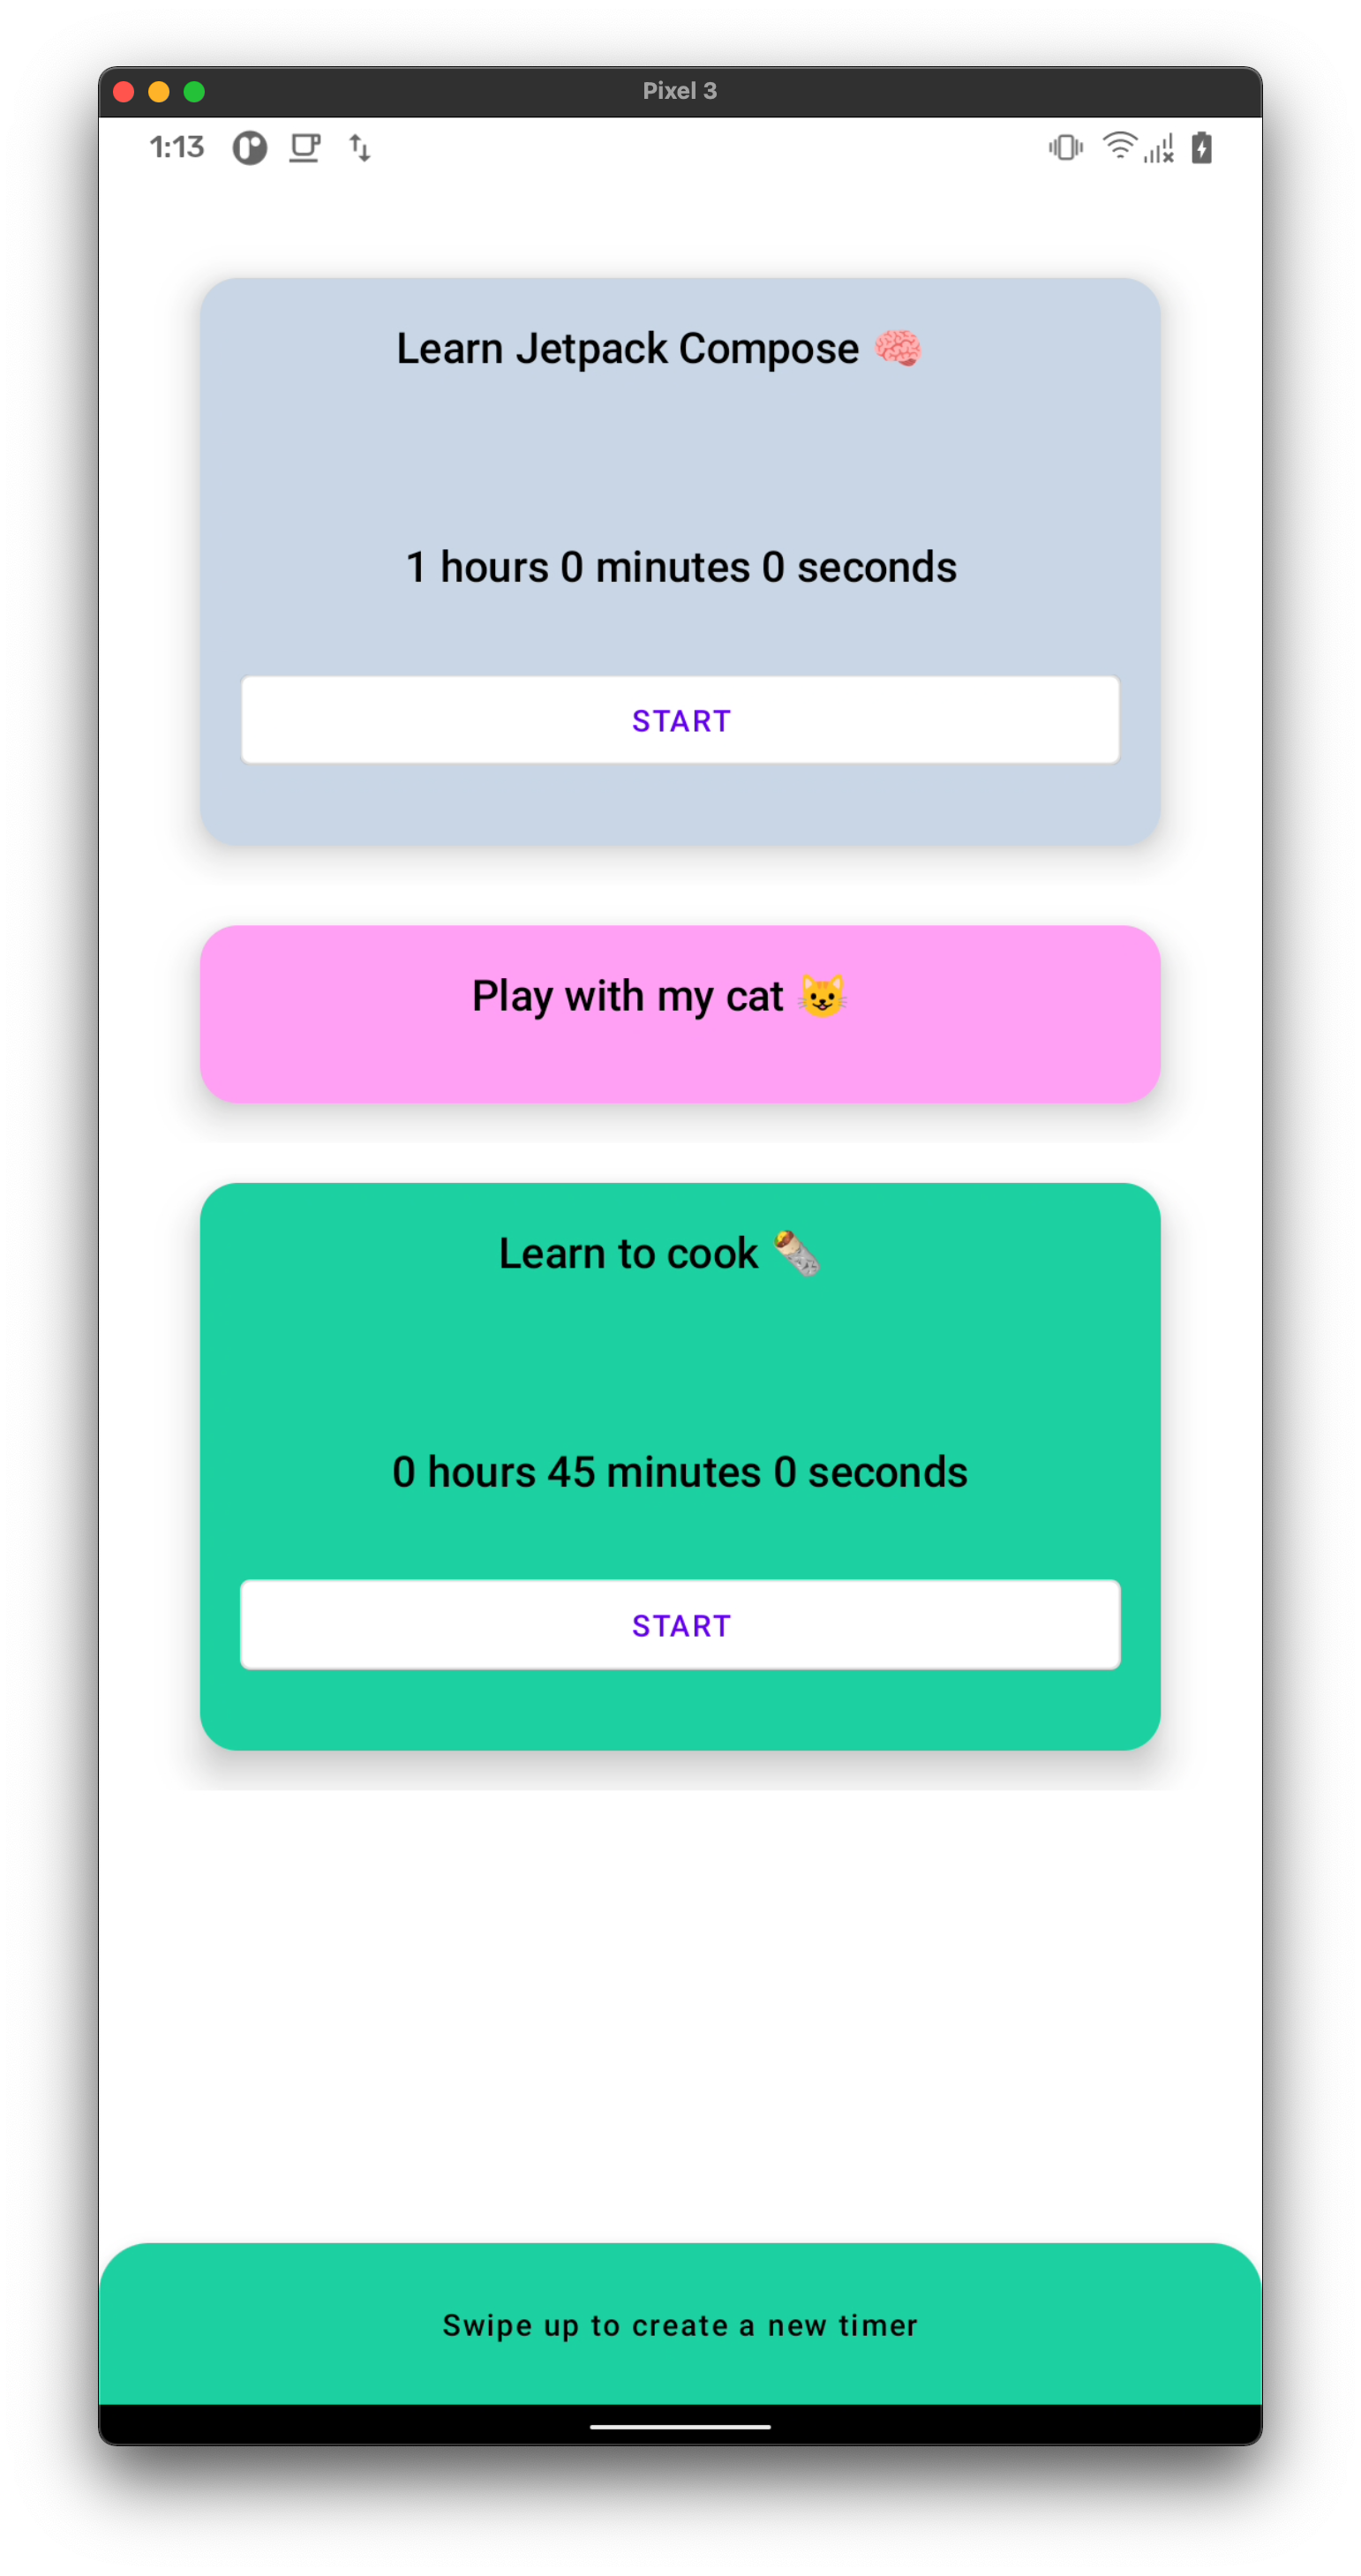 Pixel 3
1:13
Learn Jetpack Compose 🧠
1 hours 0 minutes 0 seconds
START
Play with my cat 😺
Learn to cook 🌯
0 hours 45 minutes 0 seconds
START
Swipe up to create a new timer